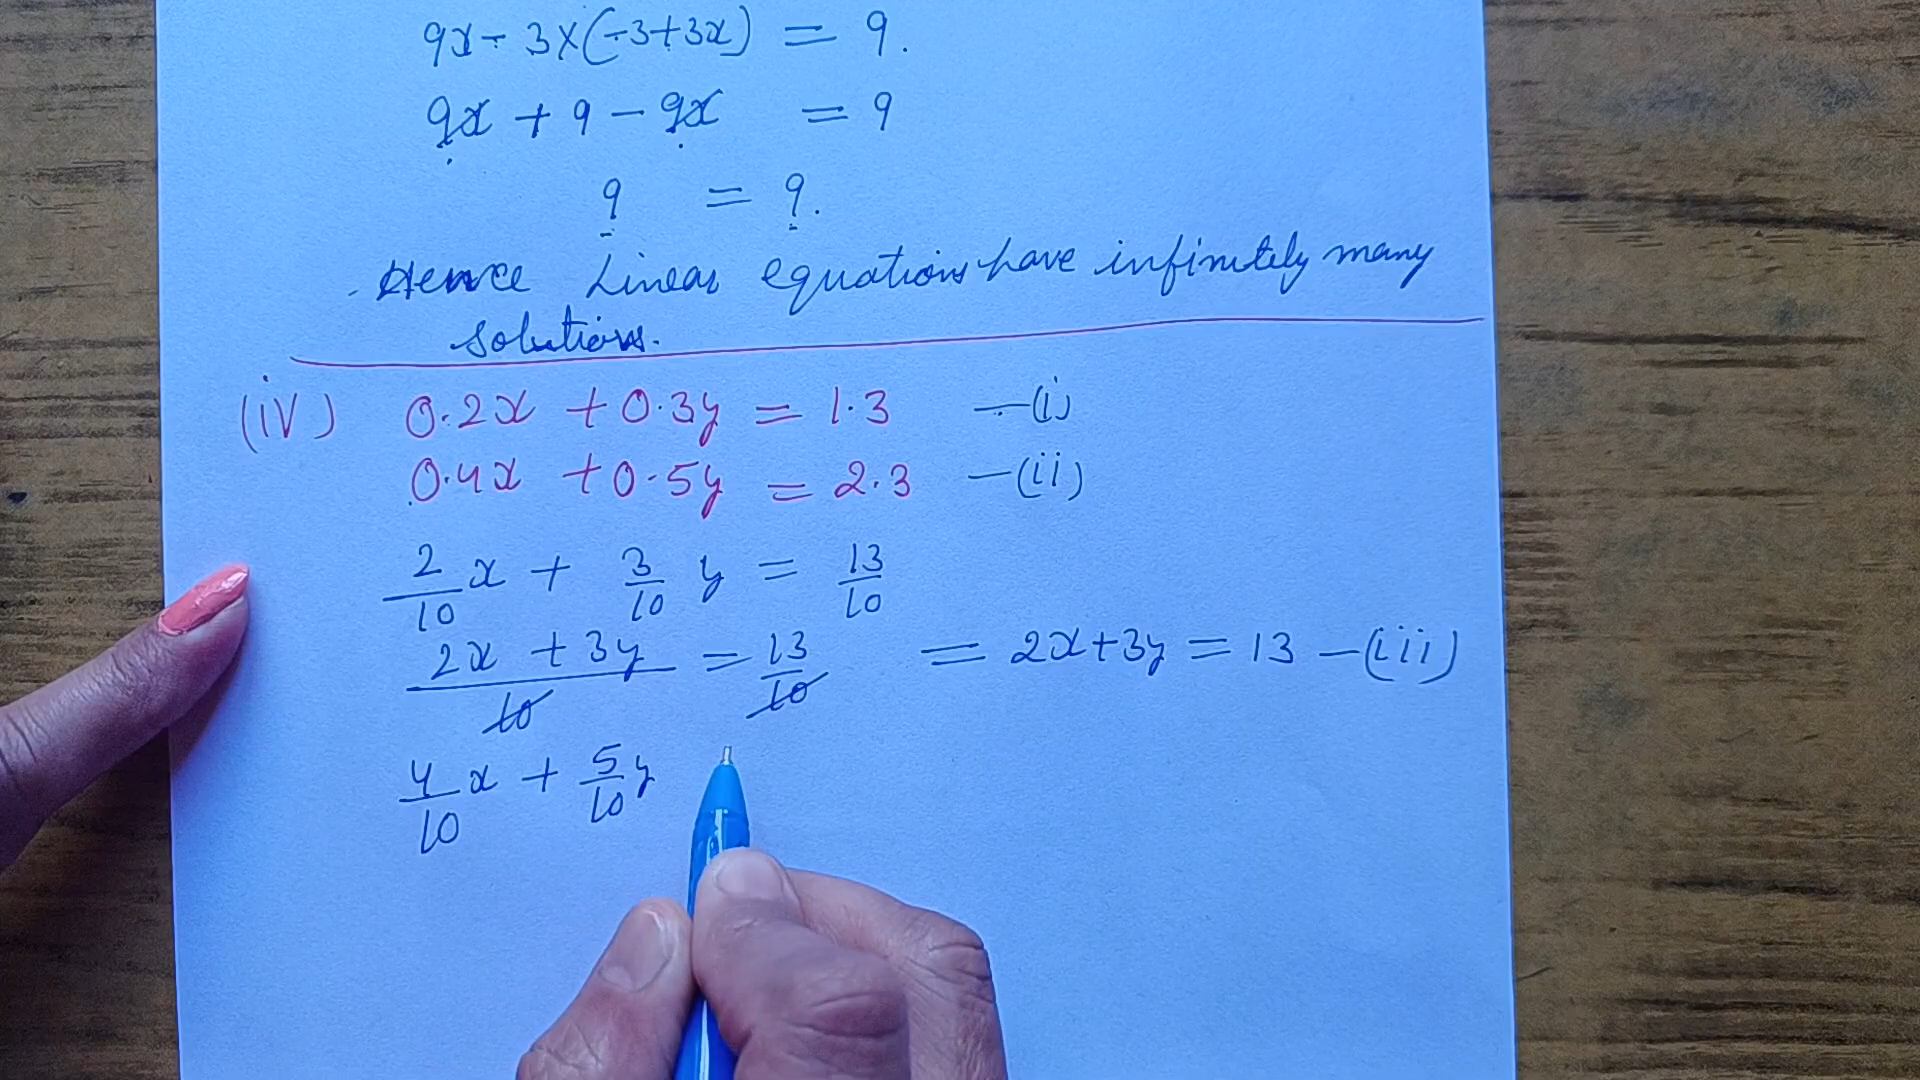 9x - 3×(-3+3x) = 9.
9x + 9 - 9x = 9
9 = 9.
Hence Linear equations have infinitely many
solutions.
(iv) 0.2x + 0.3y = 1.3 —(i)
0.4x + 0.5y = 2.3 —(ii)
2/10 x + 3/10 y = 13/10
2x + 3y/10 = 13/10 = 2x+3y = 13 —(iii)
4/10 x + 5/10 y